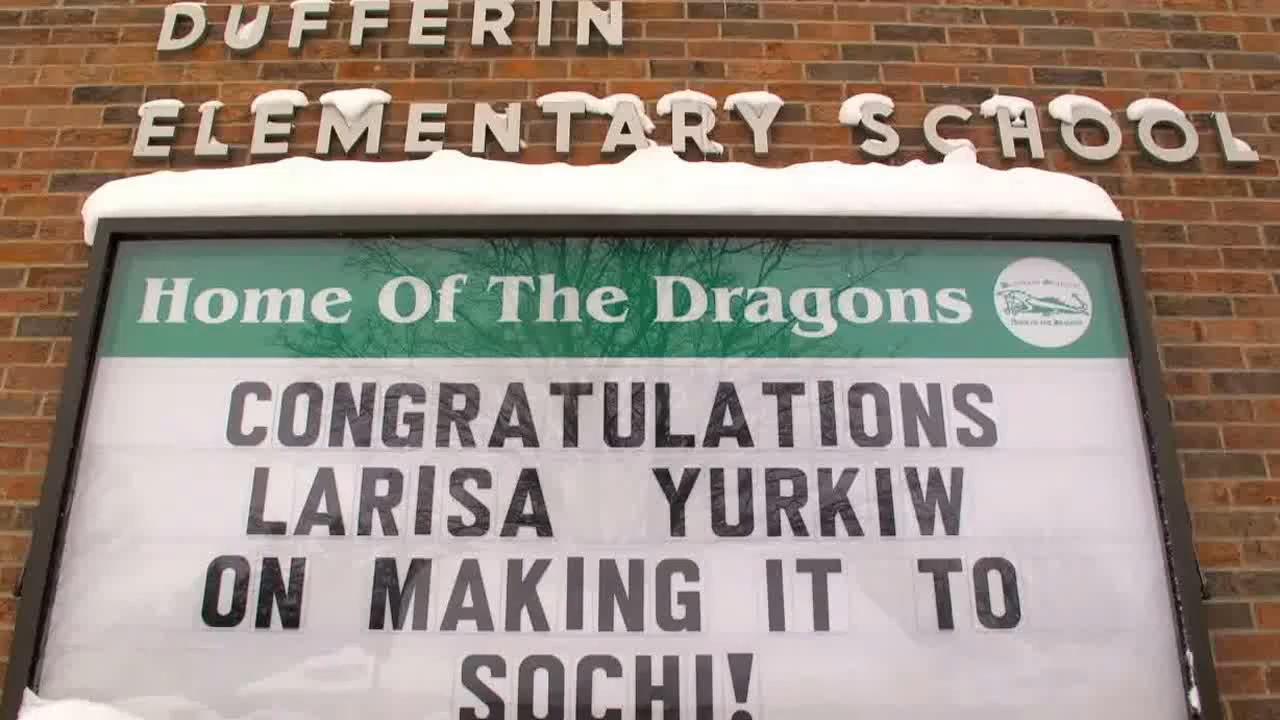 DUFFERIN
ELEMENTARY SCHOOL
Home Of The Dragons
CONGRATULATIONS
LARISA YURKIW
ON MAKING IT TO
SOCHI!